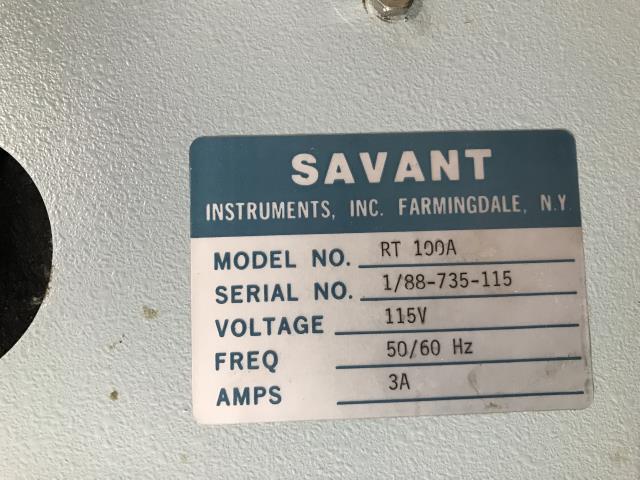 SAVANT
INSTRUMENTS, INC. FARMINGDALE, N.Y.
MODEL NO. RT 100A
SERIAL NO. 1/88-735-115
VOLTAGE 115V
FREQ 50/60 Hz
AMPS 3A